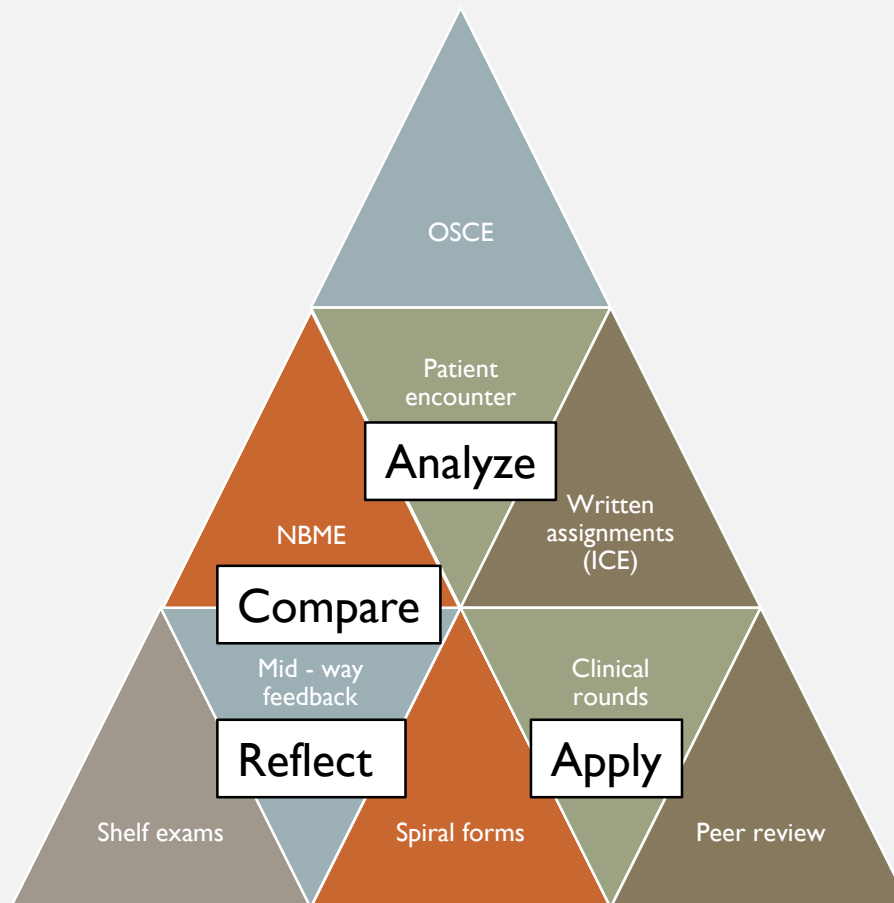 OSCE
Patient
encounter
Analyze
NBME
Written
assignments
(ICE)
Compare
Mid - way
feedback
Clinical
rounds
Reflect
Apply
Shelf exams
Spiral forms
Peer review